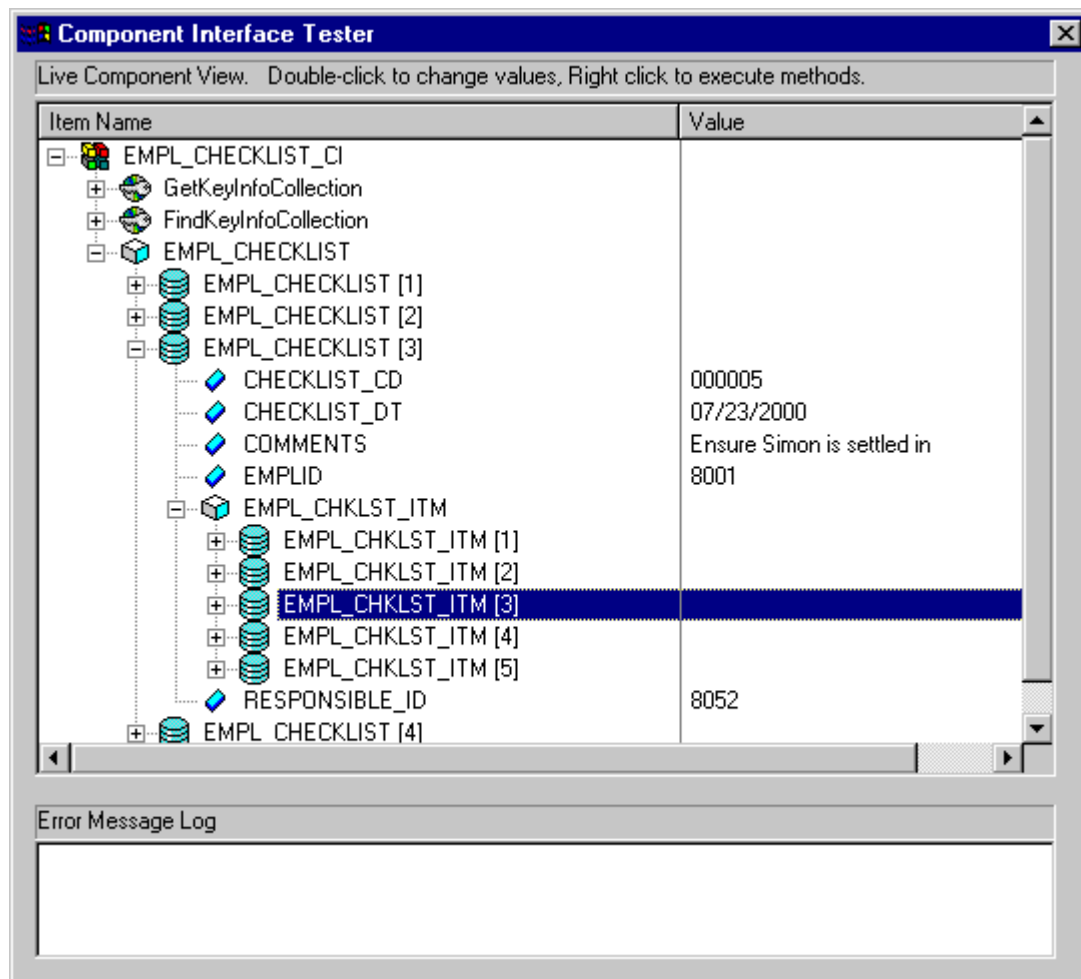 Component Interface Tester
Live Component View. Double-click to change values, Right click to execute methods.
Item Name Value
EMPL_CHECKLIST_CI
GetKeyInfoCollection
FindKeyInfoCollection
EMPL_CHECKLIST
EMPL_CHECKLIST [1]
EMPL_CHECKLIST [2]
EMPL_CHECKLIST [3]
CHECKLIST_CD 000005
CHECKLIST_DT 07/23/2000
COMMENTS Ensure Simon is settled in
EMPLID 8001
EMPL_CHKLST_ITM
EMPL_CHKLST_ITM [1]
EMPL_CHKLST_ITM [2]
EMPL_CHKLST_ITM [3]
EMPL_CHKLST_ITM [4]
EMPL_CHKLST_ITM [5]
RESPONSIBLE_ID 8052
EMPL_CHECKLIST [4]
Error Message Log